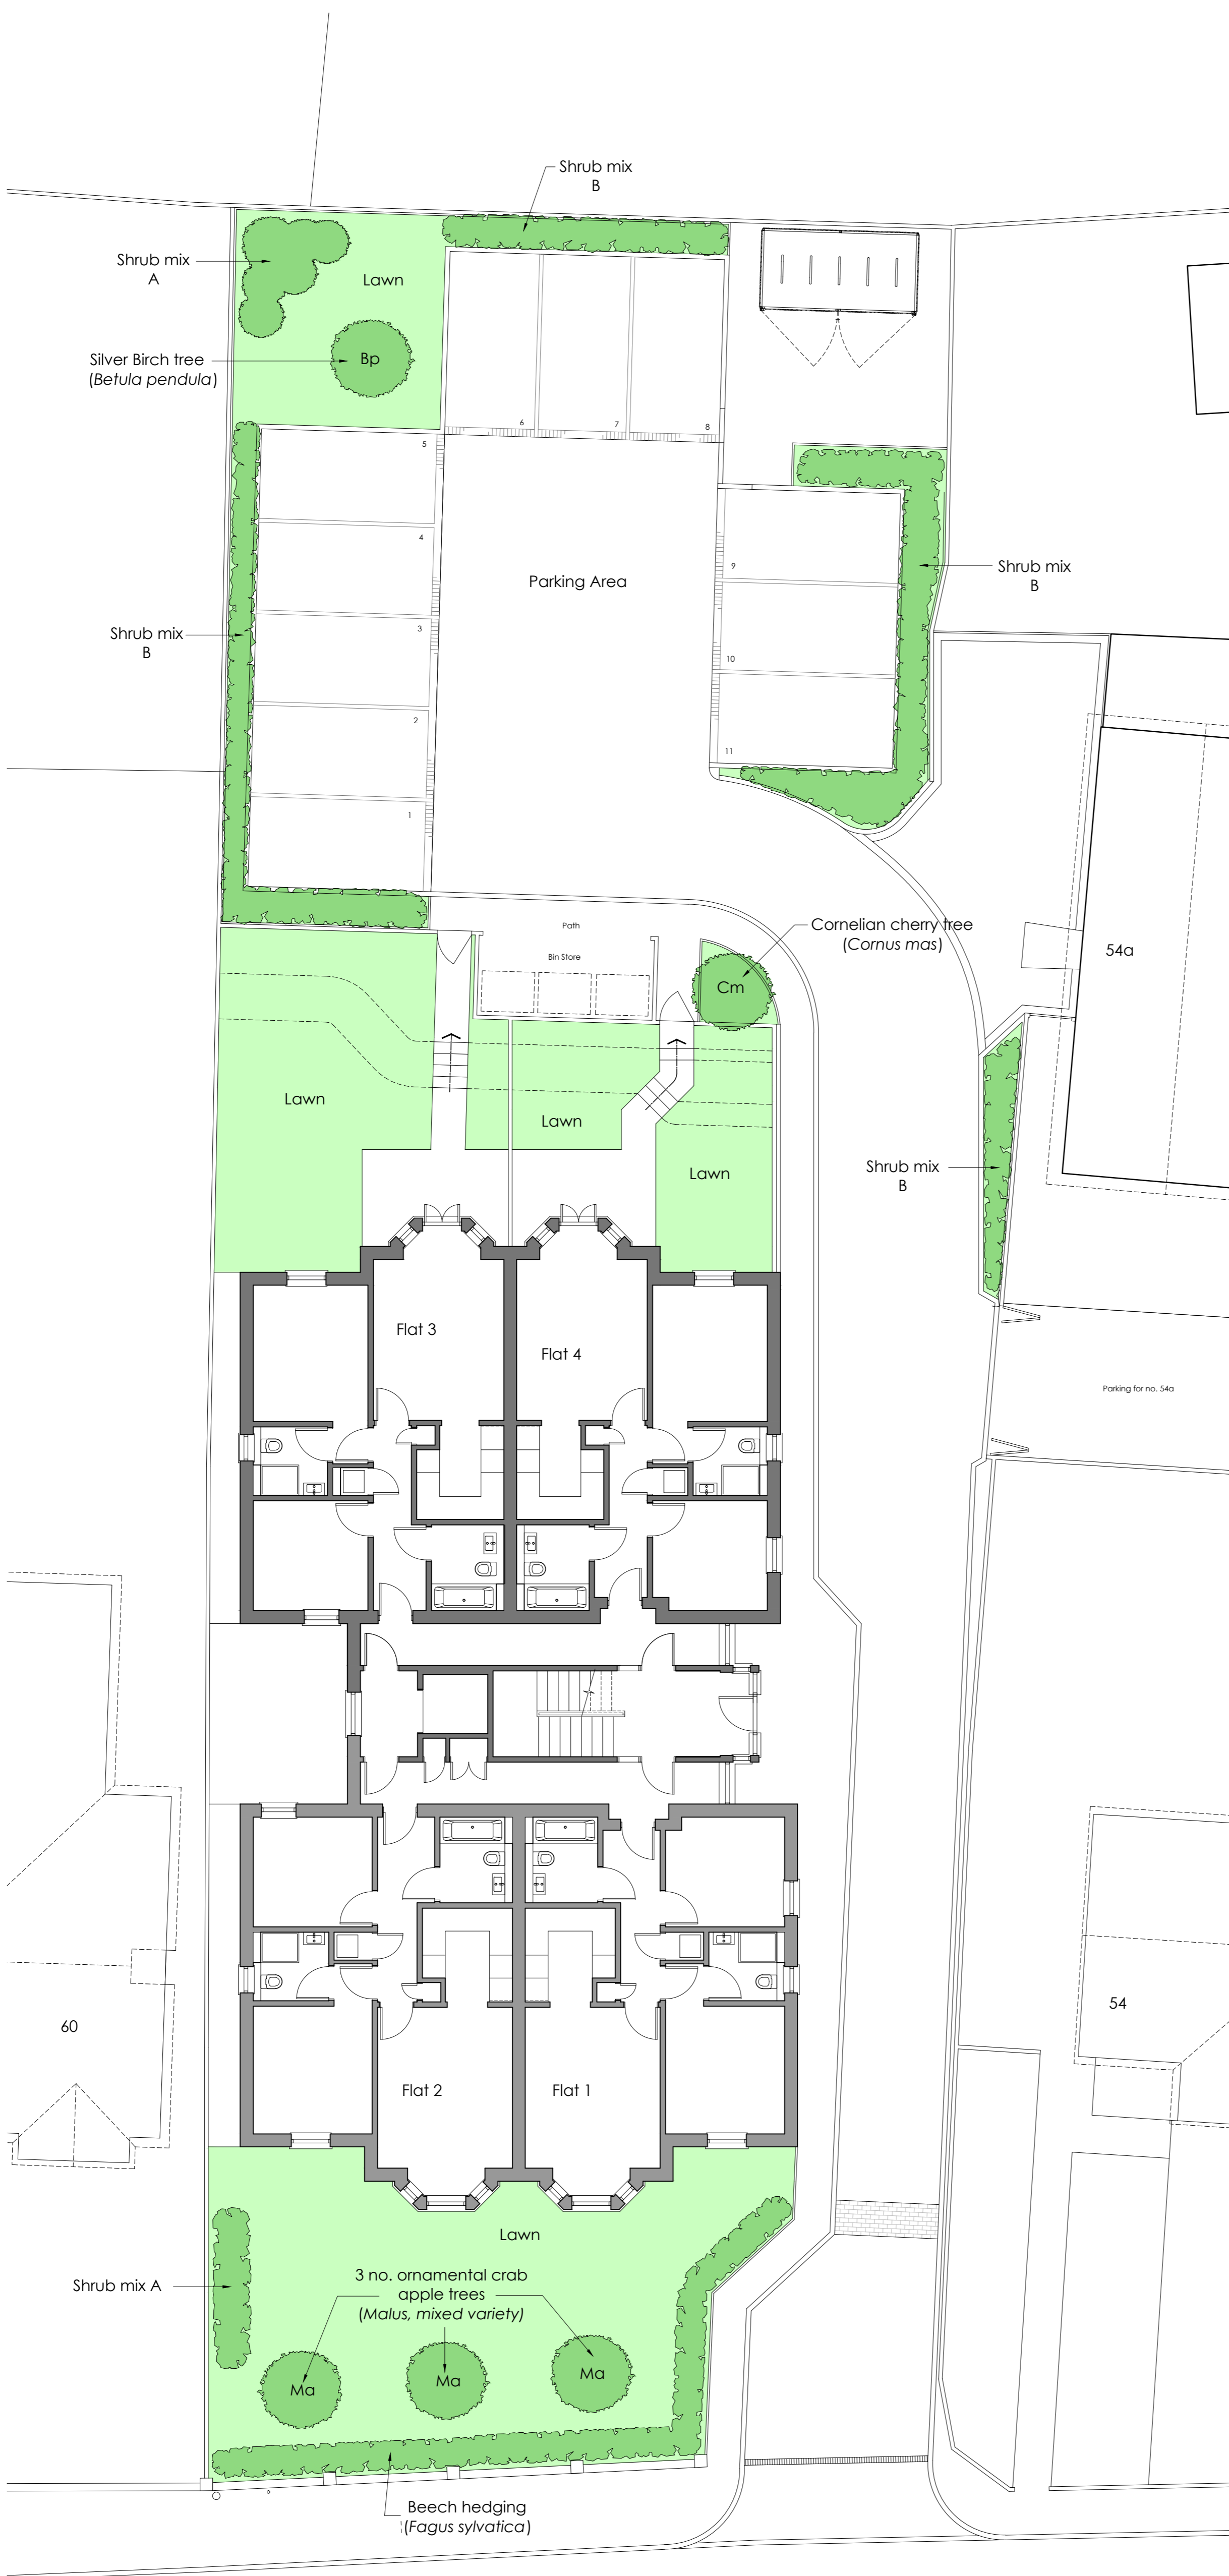 Shrub mix
B
Shrub mix
A
Lawn
Silver Birch tree
(Betula pendula)
Bp
6
7
8
5
4
3
2
1
Parking Area
9
10
11
Shrub mix
B
Shrub mix
B
Path
Bin Store
Cornelian cherry tree
(Cornus mas)
Cm
54a
Lawn
Lawn
Lawn
Shrub mix
B
Flat 3
Flat 4
Parking for no. 54a
60
54
Flat 2
Flat 1
Lawn
Shrub mix A
3 no. ornamental crab
apple trees
(Malus, mixed variety)
Ma
Ma
Ma
Beech hedging
(Fagus sylvatica)